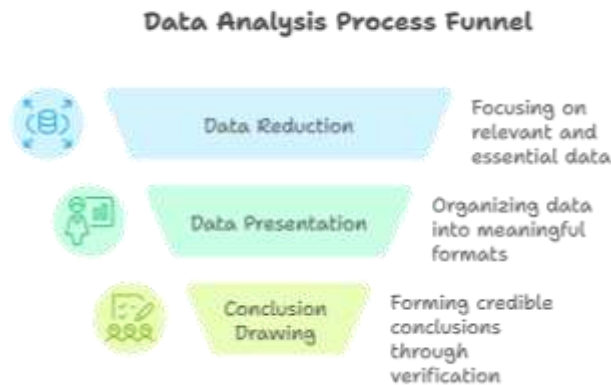 Data Analysis Process Funnel
Data Reduction
Focusing on
relevant and
essential data
Data Presentation
Organizing data
into meaningful
formats
Conclusion
Drawing
Forming credible
conclusions
through
verification